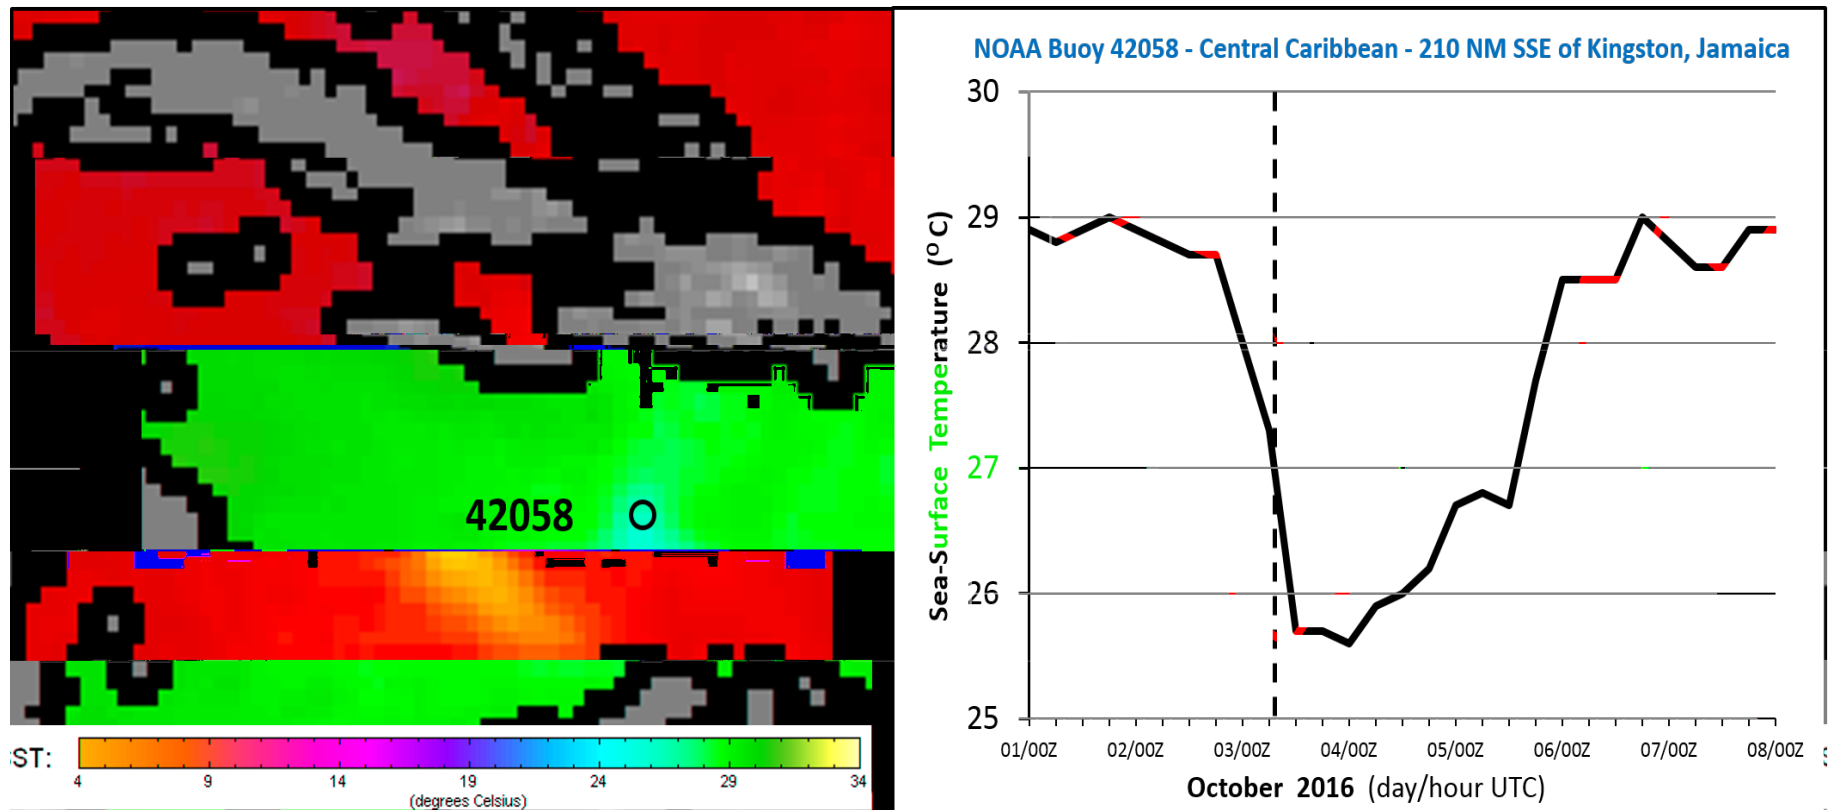 42058
SST:
4 9 14 19 24 29 34
(degrees Celsius)
NOAA Buoy 42058 - Central Caribbean - 210 NM SSE of Kingston, Jamaica
Sea-Surface Temperature (°C)
30
29
28
27
26
25
01/00Z 02/00Z 03/00Z 04/00Z 05/00Z 06/00Z 07/00Z 08/00Z
October 2016 (day/hour UTC)